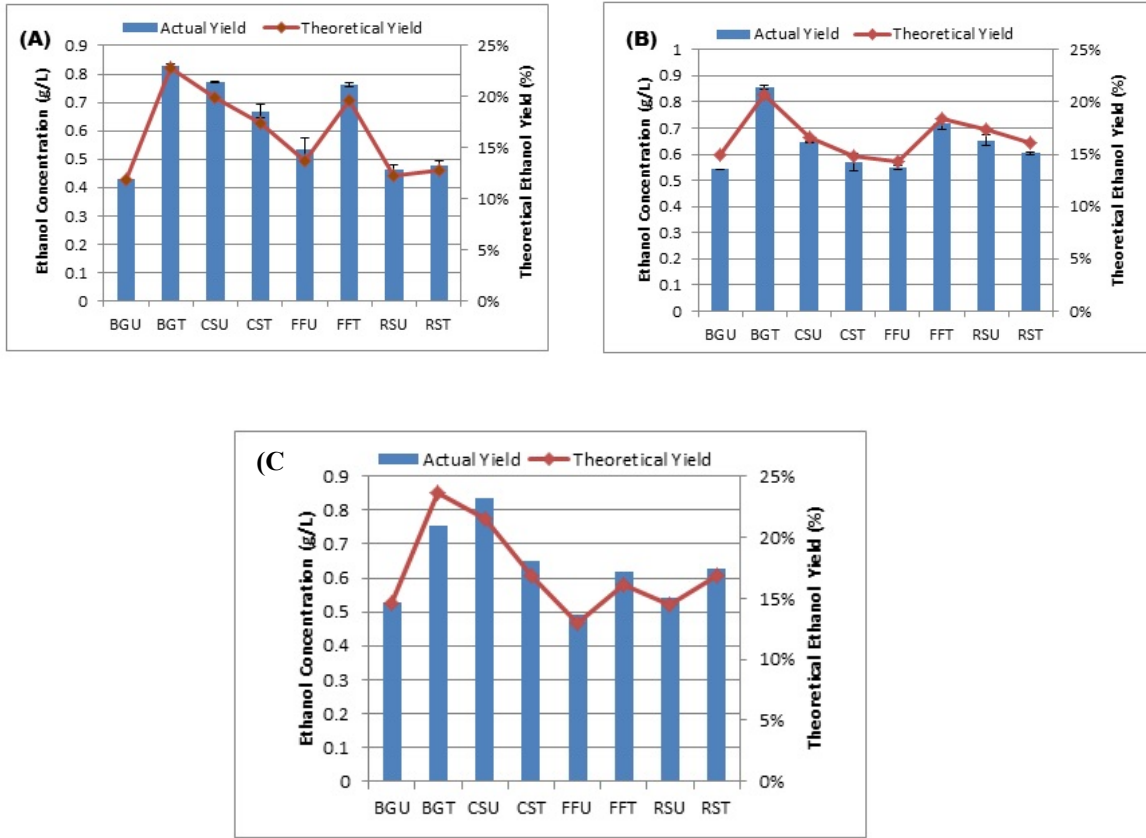 (A)
Actual Yield
Theoretical Yield
Ethanol Concentration (g/L)
0.9
0.8
0.7
0.6
0.5
0.4
0.3
0.2
0.1
0
25%
20%
15%
10%
5%
0%
Theoretical Ethanol Yield (%)
BGU BGT CSU CST FFU FFT RSU RST
(B)
Actual Yield
Theoretical Yield
Ethanol Concentration (g/L)
1
0.9
0.8
0.7
0.6
0.5
0.4
0.3
0.2
0.1
0
25%
20%
15%
10%
5%
0%
Theoretical Ethanol Yield (%)
BGU BGT CSU CST FFU FFT RSU RST
(C
Actual Yield
Theoretical Yield
Ethanol Concentration (g/L)
0.9
0.8
0.7
0.6
0.5
0.4
0.3
0.2
0.1
0
25%
20%
15%
10%
5%
0%
Theoretical Ethanol Yield (%)
BGU BGT CSU CST FFU FFT RSU RST